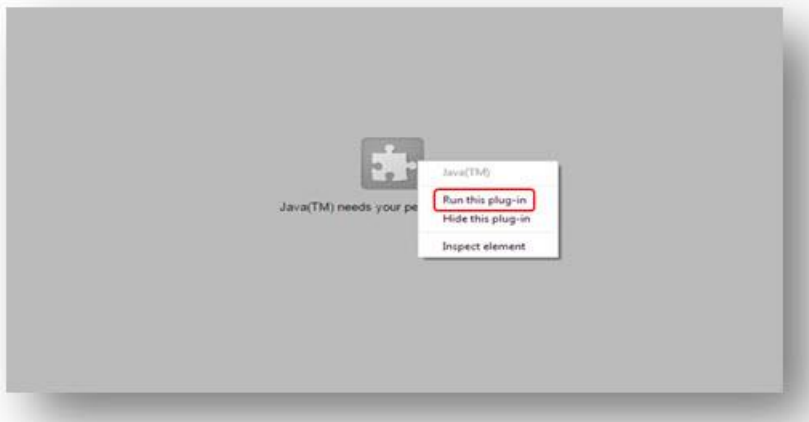 Java(TM)
Java(TM) needs your pe
Run this plug-in
Hide this plug-in
Inspect element